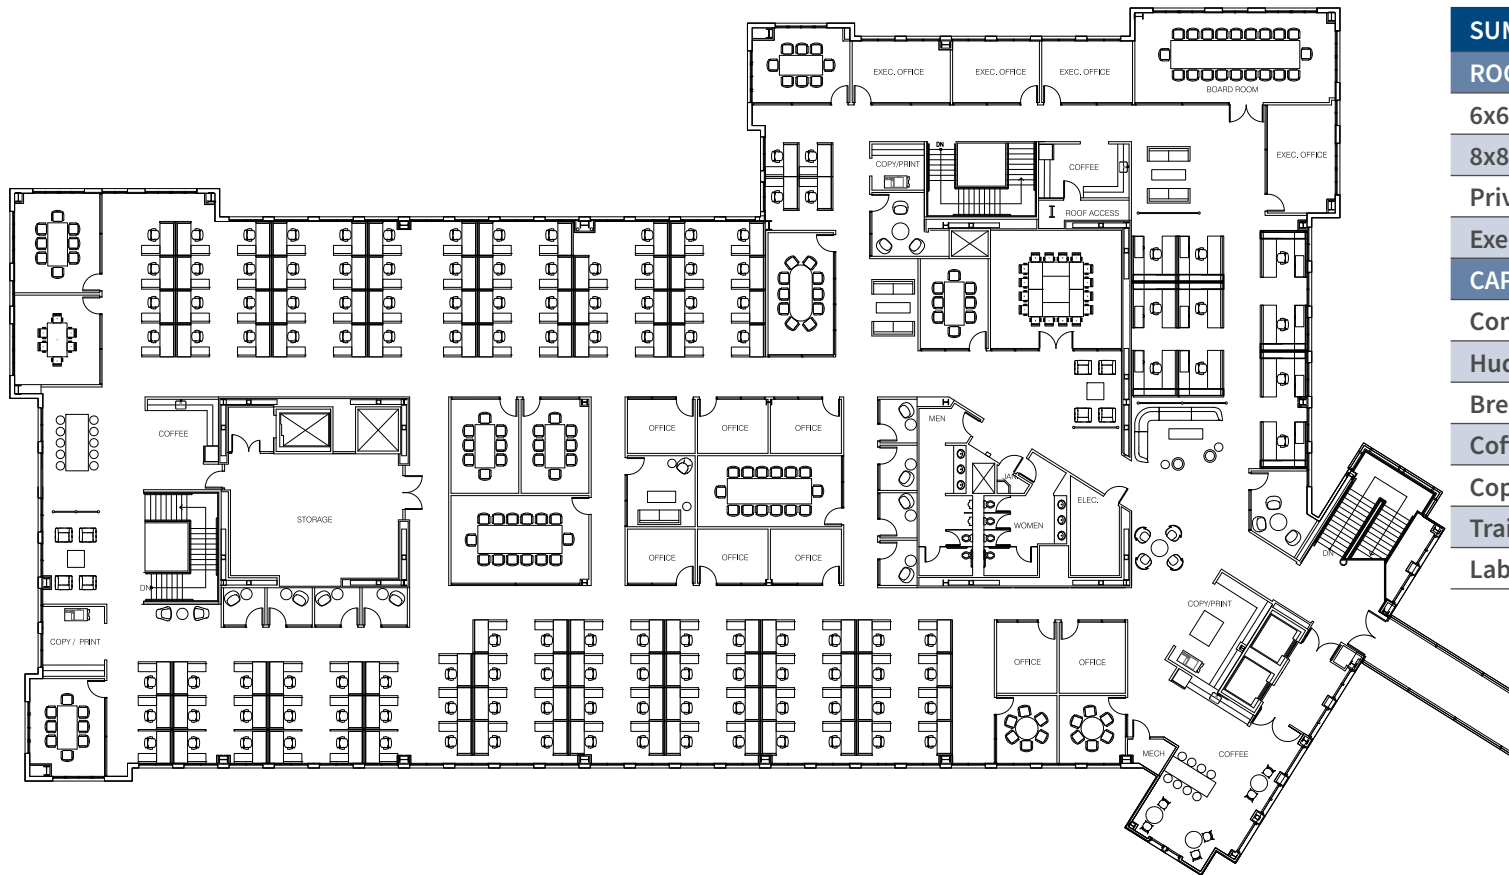 EXEC. OFFICE
EXEC. OFFICE
EXEC. OFFICE
BOARD ROOM
COPY/PRINT
DN
COFFEE
EXEC. OFFICE
ROOF ACCESS
COFFEE
OFFICE
OFFICE
OFFICE
MEN
JAN.
ELEC.
STORAGE
WOMEN
OFFICE
OFFICE
OFFICE
DN
DN
COPY / PRINT
COPY/PRINT
OFFICE
OFFICE
MECH
COFFEE
SUM
ROO
6x6
8x8
Priv
Exe
CAP
Con
Hud
Bre
Cof
Cop
Trai
Lab